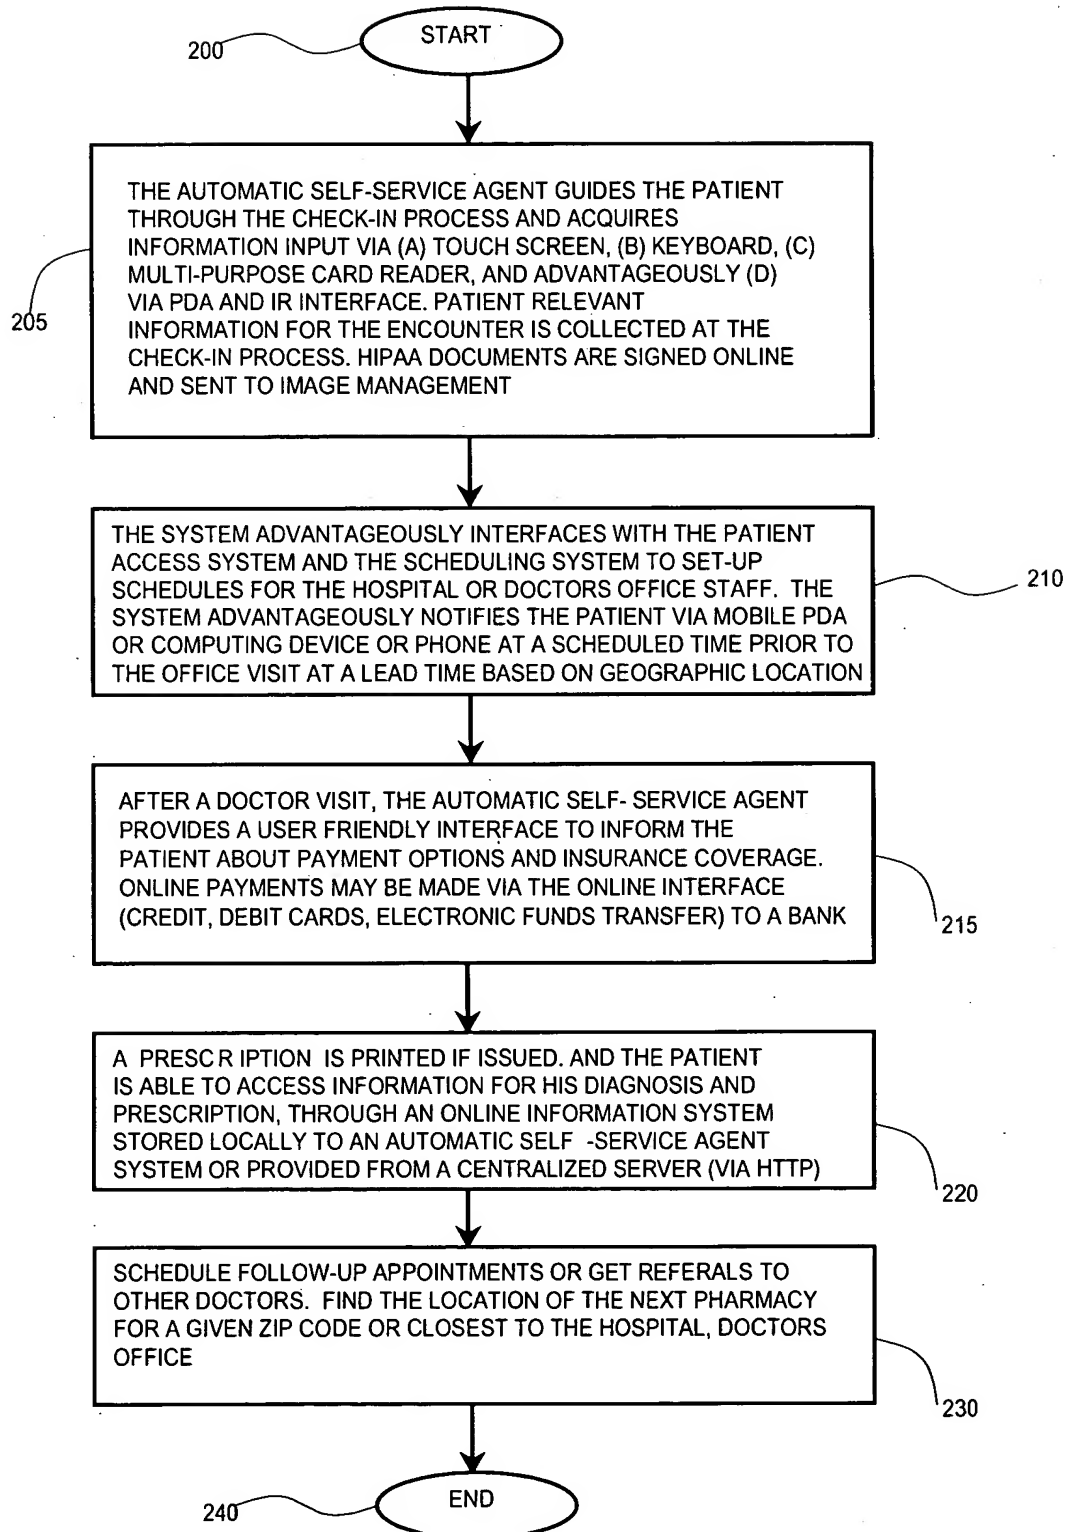 START
200
THE AUTOMATIC SELF-SERVICE AGENT GUIDES THE PATIENT
THROUGH THE CHECK-IN PROCESS AND ACQUIRES
INFORMATION INPUT VIA (A) TOUCH SCREEN, (B) KEYBOARD, (C)
MULTI-PURPOSE CARD READER, AND ADVANTAGEOUSLY (D)
VIA PDA AND IR INTERFACE. PATIENT RELEVANT
INFORMATION FOR THE ENCOUNTER IS COLLECTED AT THE
CHECK-IN PROCESS. HIPAA DOCUMENTS ARE SIGNED ONLINE
AND SENT TO IMAGE MANAGEMENT
205
THE SYSTEM ADVANTAGEOUSLY INTERFACES WITH THE PATIENT
ACCESS SYSTEM AND THE SCHEDULING SYSTEM TO SET-UP
SCHEDULES FOR THE HOSPITAL OR DOCTORS OFFICE STAFF. THE
SYSTEM ADVANTAGEOUSLY NOTIFIES THE PATIENT VIA MOBILE PDA
OR COMPUTING DEVICE OR PHONE AT A SCHEDULED TIME PRIOR TO
THE OFFICE VISIT AT A LEAD TIME BASED ON GEOGRAPHIC LOCATION
210
AFTER A DOCTOR VISIT, THE AUTOMATIC SELF- SERVICE AGENT
PROVIDES A USER FRIENDLY INTERFACE TO INFORM THE
PATIENT ABOUT PAYMENT OPTIONS AND INSURANCE COVERAGE.
ONLINE PAYMENTS MAY BE MADE VIA THE ONLINE INTERFACE
(CREDIT, DEBIT CARDS, ELECTRONIC FUNDS TRANSFER) TO A BANK
215
A PRESCR IPTION IS PRINTED IF ISSUED. AND THE PATIENT
IS ABLE TO ACCESS INFORMATION FOR HIS DIAGNOSIS AND
PRESCRIPTION, THROUGH AN ONLINE INFORMATION SYSTEM
STORED LOCALLY TO AN AUTOMATIC SELF -SERVICE AGENT
SYSTEM OR PROVIDED FROM A CENTRALIZED SERVER (VIA HTTP)
220
SCHEDULE FOLLOW-UP APPOINTMENTS OR GET REFERALS TO
OTHER DOCTORS. FIND THE LOCATION OF THE NEXT PHARMACY
FOR A GIVEN ZIP CODE OR CLOSEST TO THE HOSPITAL, DOCTORS
OFFICE
230
END
240